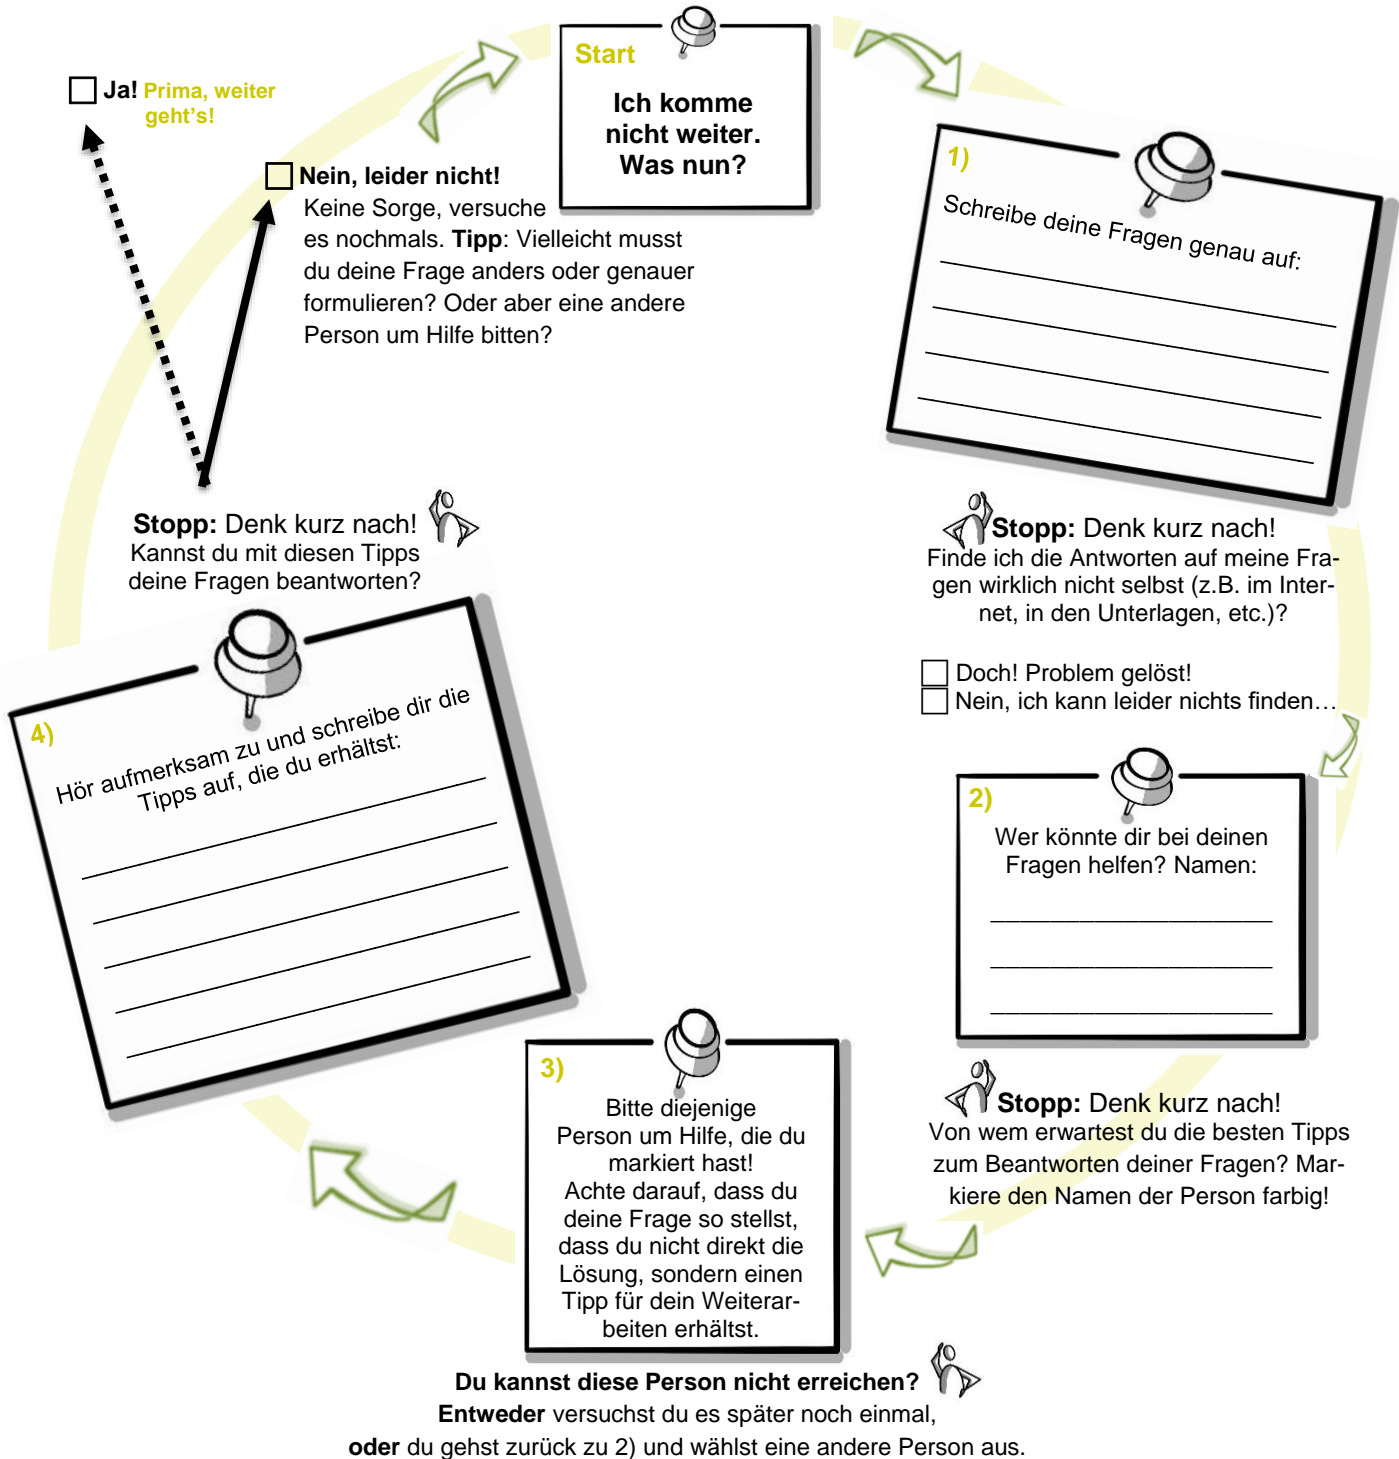 Start
Ich komme
nicht weiter.
Was nun?
1)
Schreibe deine Fragen genau auf:
Stopp: Denk kurz nach!
Finde ich die Antworten auf meine Fra-
gen wirklich nicht selbst (z.B. im Inter-
net, in den Unterlagen, etc.)?
Doch! Problem gelöst!
Nein, ich kann leider nichts finden…
2)
Wer könnte dir bei deinen
Fragen helfen? Namen:
Stopp: Denk kurz nach!
Von wem erwartest du die besten Tipps
zum Beantworten deiner Fragen? Mar-
kiere den Namen der Person farbig!
3)
Bitte diejenige
Person um Hilfe, die du
markiert hast!
Achte darauf, dass du
deine Frage so stellst,
dass du nicht direkt die
Lösung, sondern einen
Tipp für dein Weiterar-
beiten erhältst.
Du kannst diese Person nicht erreichen?
Entweder versuchst du es später noch einmal,
oder du gehst zurück zu 2) und wählst eine andere Person aus.
4)
Hör aufmerksam zu und schreibe dir die
Tipps auf, die du erhältst:
Stopp: Denk kurz nach!
Kannst du mit diesen Tipps
deine Fragen beantworten?
Ja! Prima, weiter
geht's!
Nein, leider nicht!
Keine Sorge, versuche
es nochmals. Tipp: Vielleicht musst
du deine Frage anders oder genauer
formulieren? Oder aber eine andere
Person um Hilfe bitten?